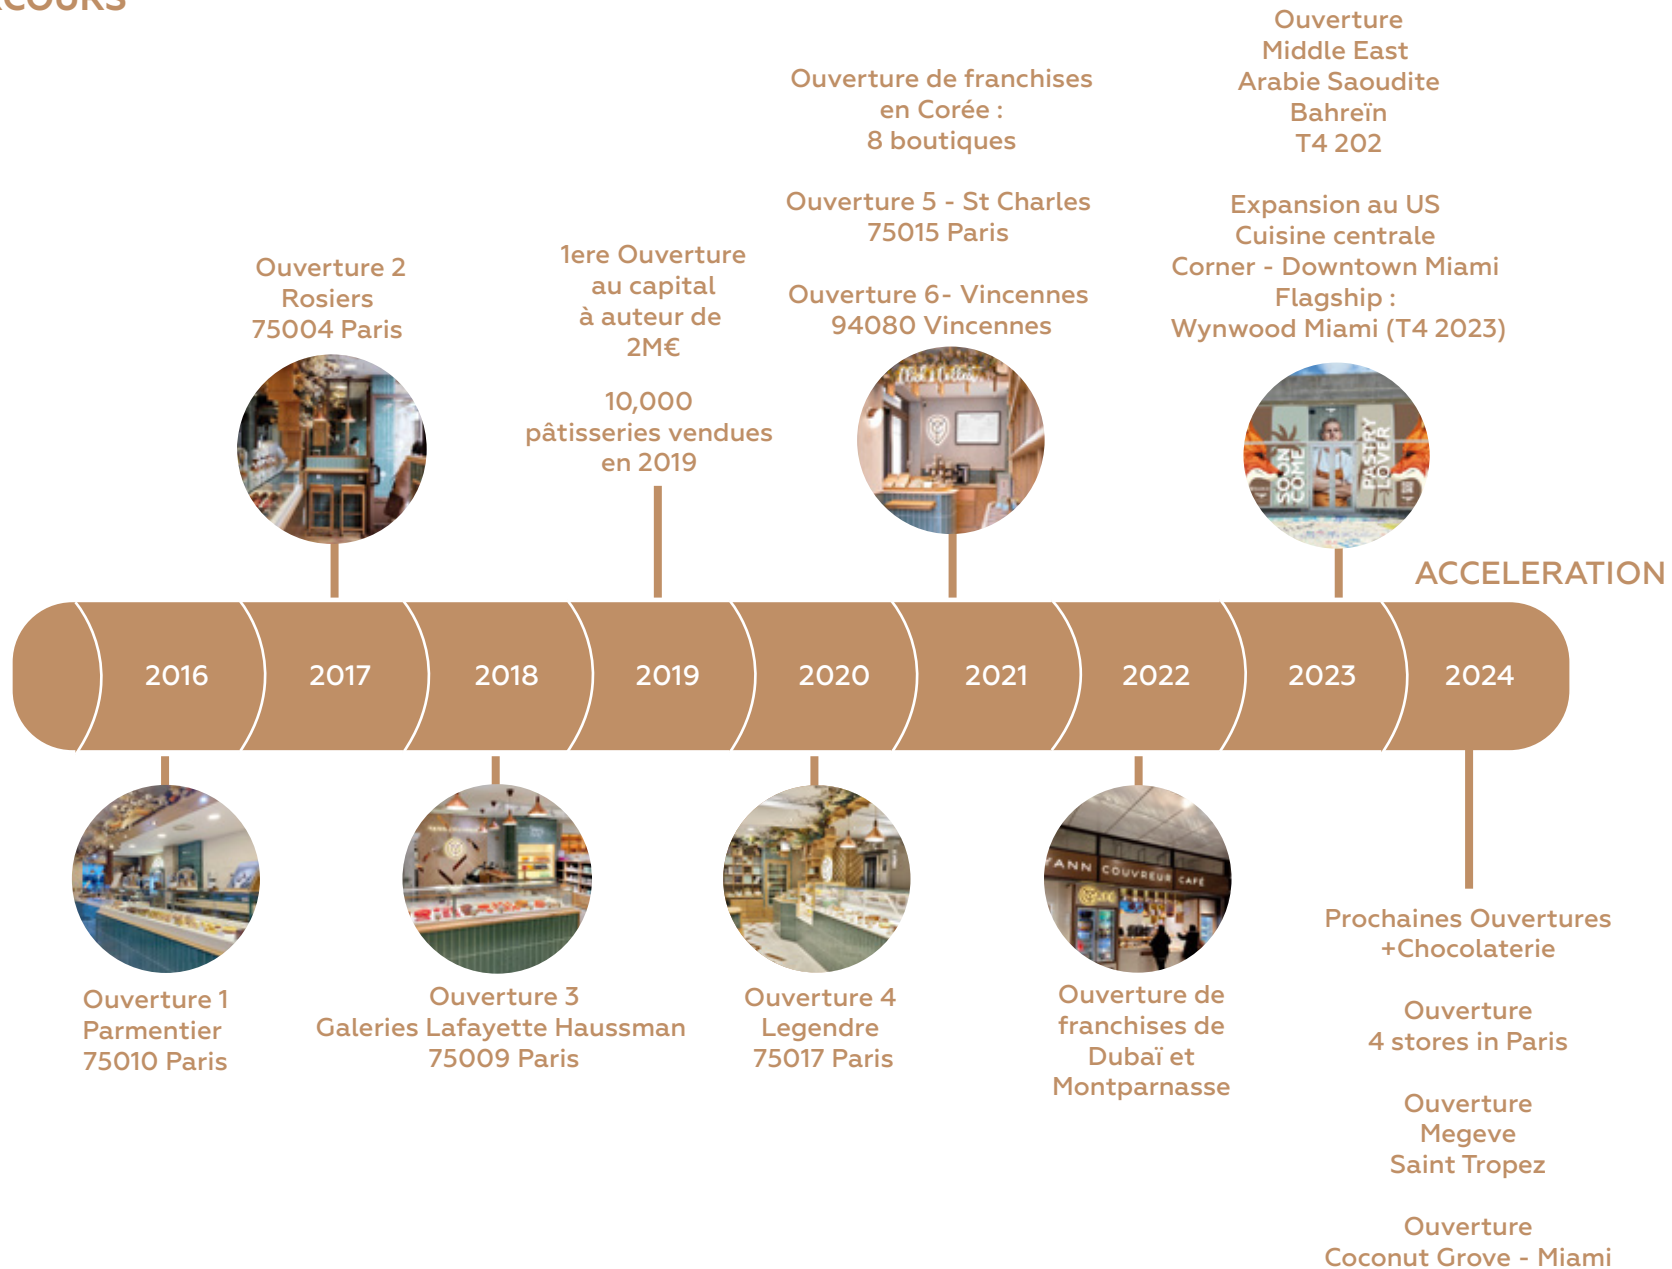 RCOURS
Ouverture
Middle East
Arabie Saoudite
Bahreïn
T4 202
Ouverture de franchises
en Corée :
8 boutiques
Ouverture 5 - St Charles
75015 Paris
Ouverture 6- Vincennes
94080 Vincennes
Expansion au US
Cuisine centrale
Corner - Downtown Miami
Flagship :
Wynwood Miami (T4 2023)
Ouverture 2
Rosiers
75004 Paris
1ere Ouverture
au capital
à auteur de
2M€
10,000
pâtisseries vendues
en 2019
Click & Collect
SOON
COME
PASTRY
LOVER
ACCELERATION
2016
2017
2018
2019
2020
2021
2022
2023
2024
YANN COUVREUR CAFÉ
Ouverture 1
Parmentier
75010 Paris
Ouverture 3
Galeries Lafayette Haussman
75009 Paris
Ouverture 4
Legendre
75017 Paris
Ouverture de
franchises de
Dubaï et
Montparnasse
Prochaines Ouvertures
+Chocolaterie
Ouverture
4 stores in Paris
Ouverture
Megeve
Saint Tropez
Ouverture
Coconut Grove - Miami